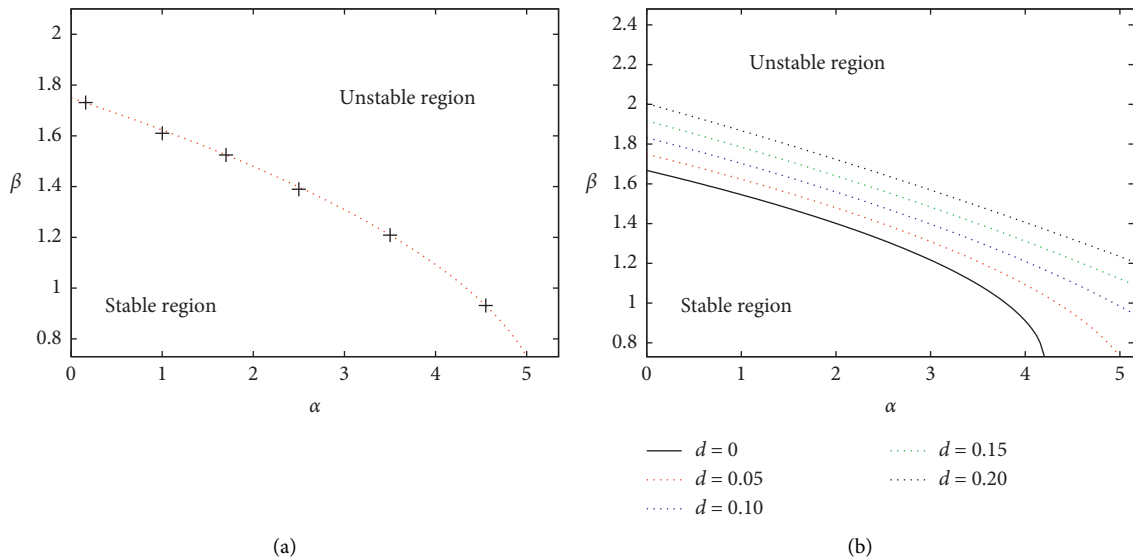 2
1.8
1.6
β
1.4
1.2
1
0.8
Unstable region
Stable region
0 1 2 3 4 5
α
(a)
2.4
2.2
2
1.8
β
1.6
1.4
1.2
1
0.8
Unstable region
Stable region
0 1 2 3 4 5
α
d = 0
d = 0.05
d = 0.10
d = 0.15
d = 0.20
(b)